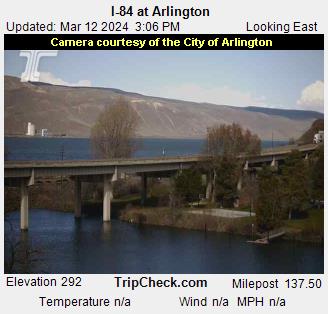 I-84 at Arlington
Updated: Mar 12 2024 3:06 PM Looking East
Camera courtesy of the City of Arlington
Elevation 292 TripCheck.com Milepost 137.50
Temperature n/a Wind n/a MPH n/a